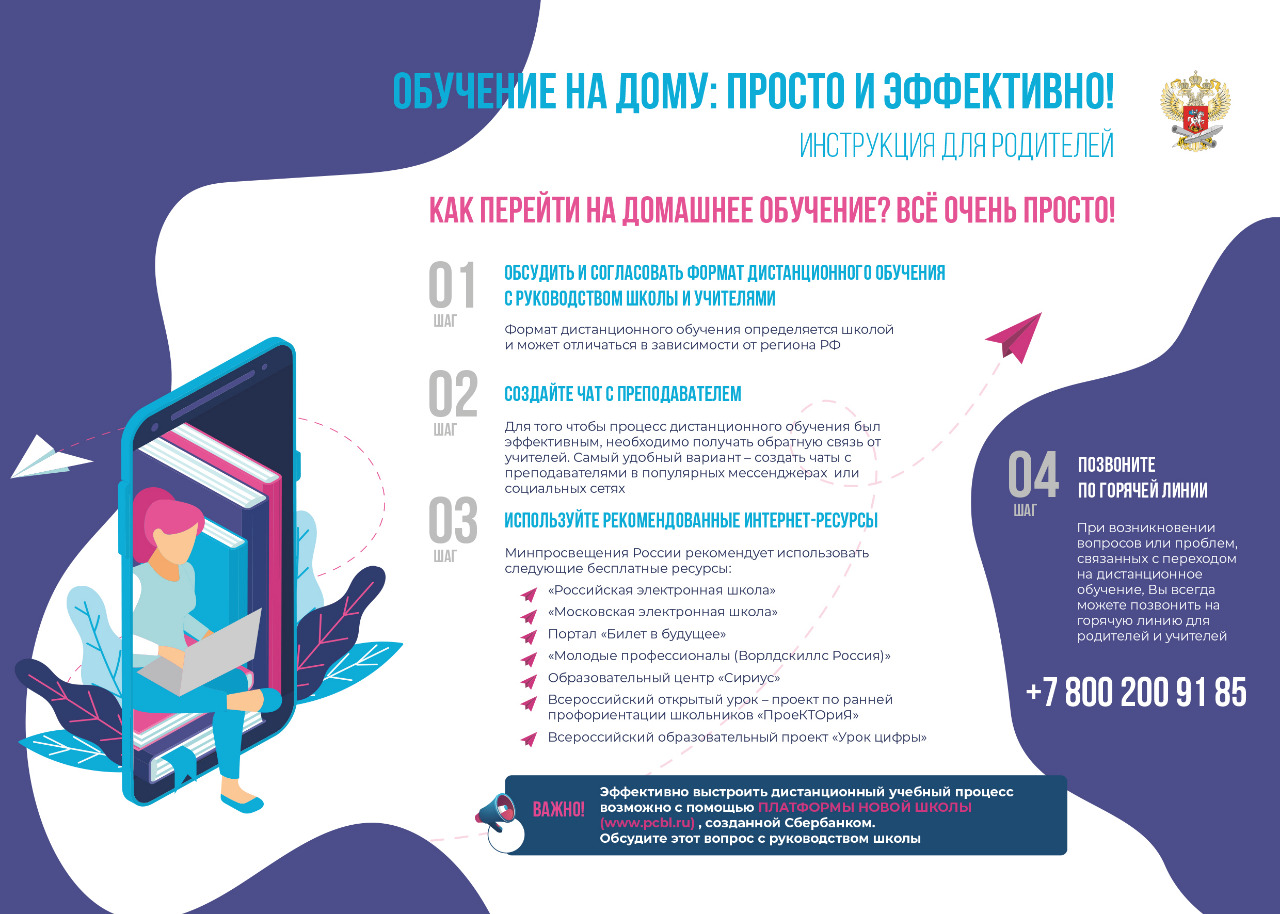 ОБУЧЕНИЕ НА ДОМУ: ПРОСТО И ЭФФЕКТИВНО!
ИНСТРУКЦИЯ ДЛЯ РОДИТЕЛЕЙ
КАК ПЕРЕЙТИ НА ДОМАШНЕЕ ОБУЧЕНИЕ? ВСЁ ОЧЕНЬ ПРОСТО!
01
ШАГ
ОБСУДИТЬ И СОГЛАСОВАТЬ ФОРМАТ ДИСТАНЦИОННОГО ОБУЧЕНИЯ
С РУКОВОДСТВОМ ШКОЛЫ И УЧИТЕЛЯМИ
Формат дистанционного обучения определяется школой
и может отличаться в зависимости от региона РФ
02
ШАГ
СОЗДАЙТЕ ЧАТ С ПРЕПОДАВАТЕЛЕМ
Для того чтобы процесс дистанционного обучения был
эффективным, необходимо получать обратную связь от
учителей. Самый удобный вариант – создать чаты с
преподавателями в популярных мессенджерах или
социальных сетях
03
ШАГ
ИСПОЛЬЗУЙТЕ РЕКОМЕНДОВАННЫЕ ИНТЕРНЕТ-РЕСУРСЫ
Минпросвещения России рекомендует использовать
следующие бесплатные ресурсы:
«Российская электронная школа»
«Московская электронная школа»
Портал «Билет в будущее»
«Молодые профессионалы (Ворлдскиллс Россия)»
Образовательный центр «Сириус»
Всероссийский открытый урок – проект по ранней
профориентации школьников «ПроеКТОриЯ»
Всероссийский образовательный проект «Урок цифры»
04
ШАГ
ПОЗВОНИТЕ
ПО ГОРЯЧЕЙ ЛИНИИ
При возникновении
вопросов или проблем,
связанных с переходом
на дистанционное
обучение, Вы всегда
можете позвонить на
горячую линию для
родителей и учителей
+7 800 200 91 85
ВАЖНО!
Эффективно выстроить дистанционный учебный процесс
возможно с помощью ПЛАТФОРМЫ НОВОЙ ШКОЛЫ
(www.pcbl.ru) , созданной Сбербанком.
Обсудите этот вопрос с руководством школы